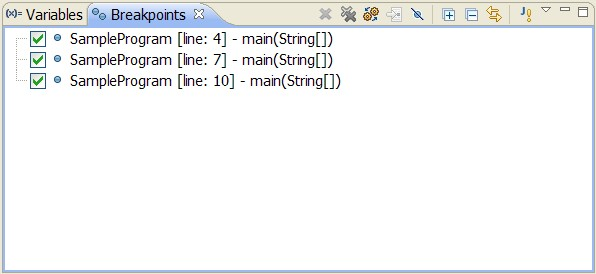 (x)= Variables Breakpoints
SampleProgram [line: 4] - main(String[])
SampleProgram [line: 7] - main(String[])
SampleProgram [line: 10] - main(String[])